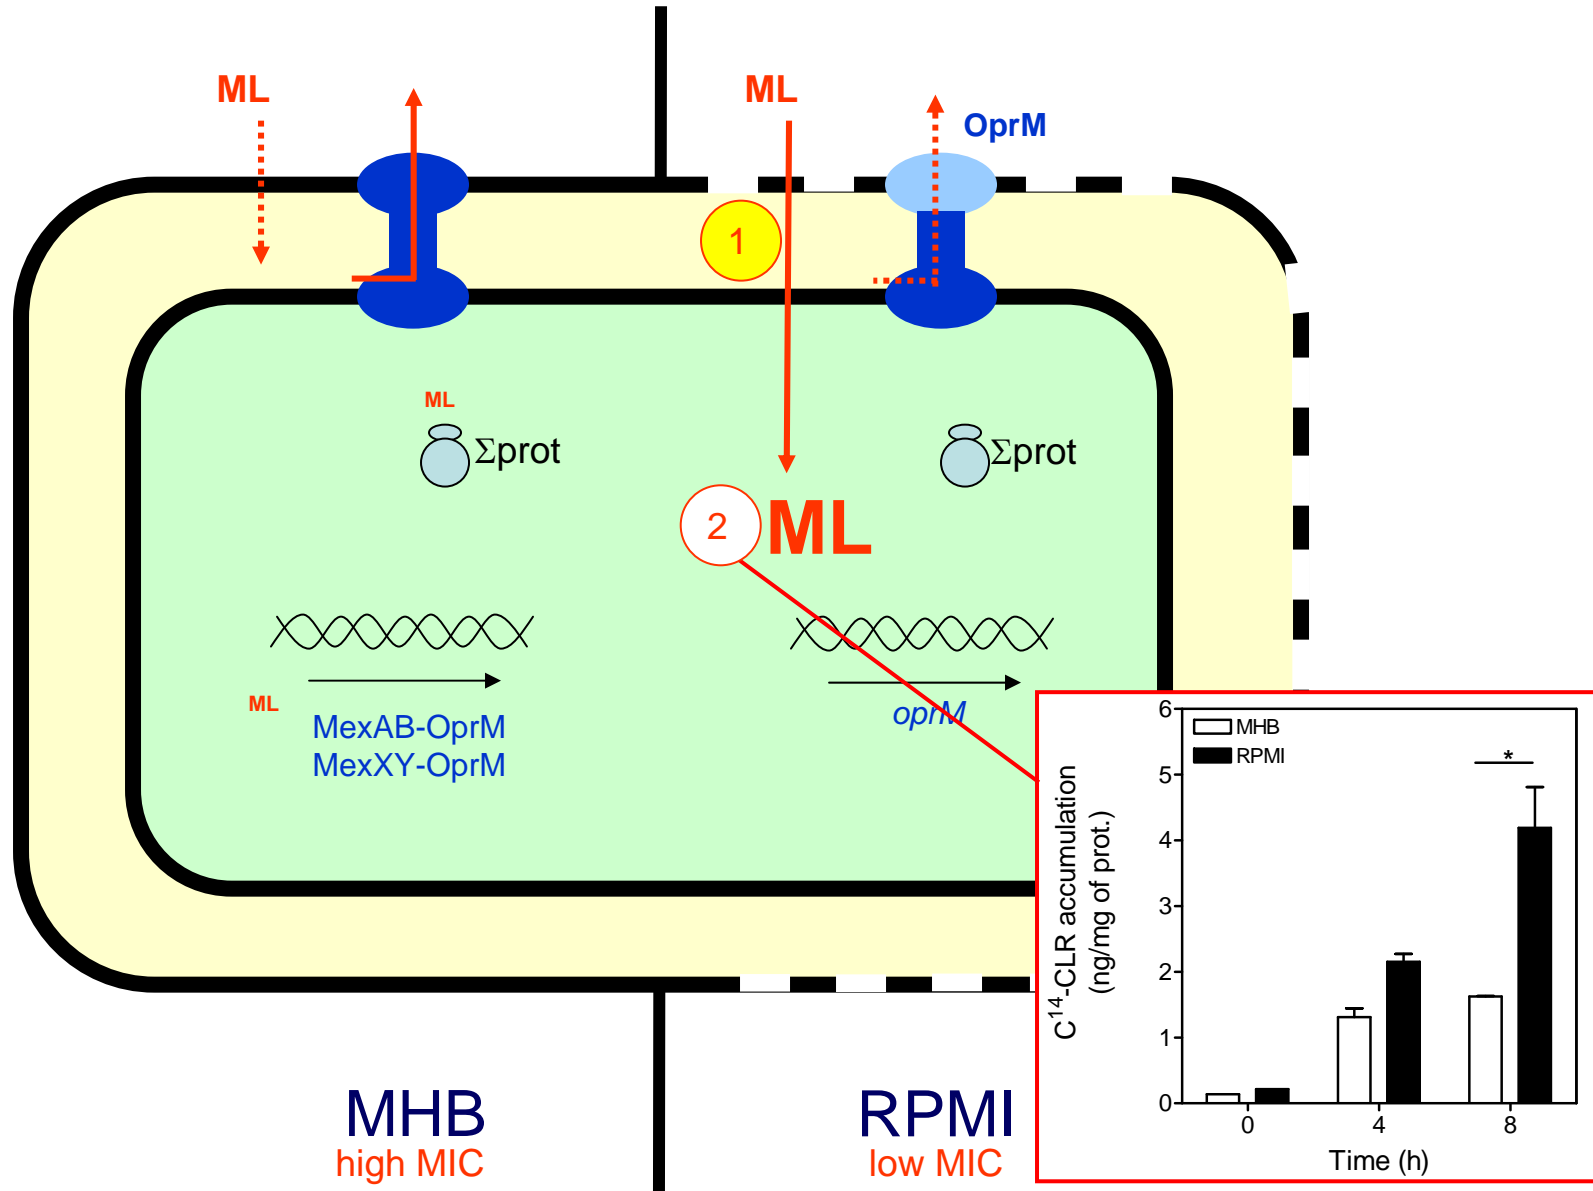 ML
ML
OprM
1
ML
Σprot
Σprot
2
ML
ML
MexAB-OprM
MexXY-OprM
oprM
MHB
high MIC
RPMI
low MIC
C¹⁴-CLR accumulation
(ng/mg of prot.)
6
5
4
3
2
1
0
MHB
RPMI
*
0 4 8
Time (h)